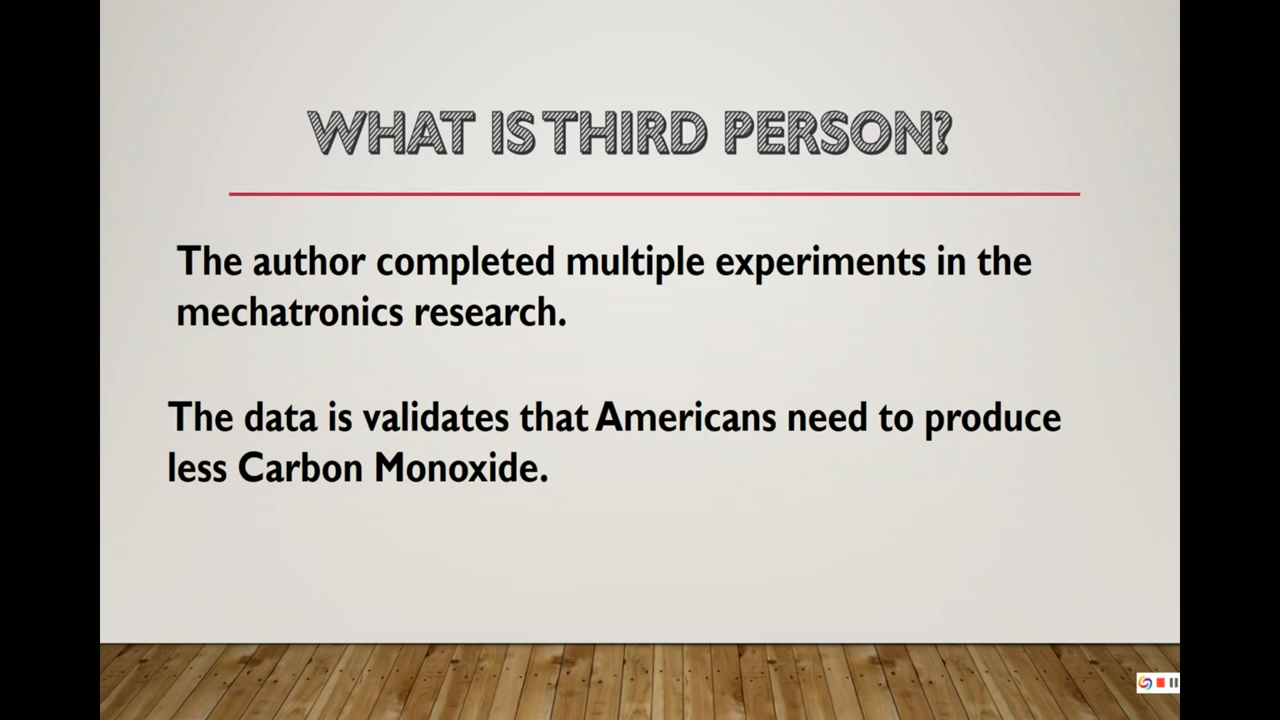 WHAT IS THIRD PERSON?
The author completed multiple experiments in the
mechatronics research.
The data is validates that Americans need to produce
less Carbon Monoxide.